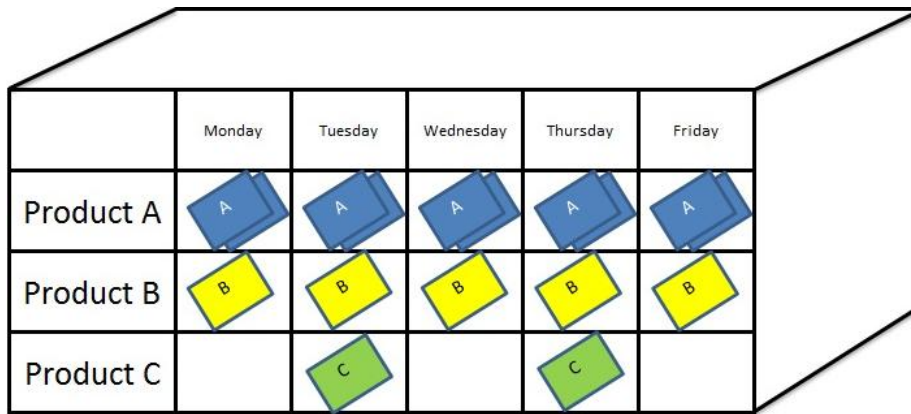 Monday Tuesday Wednesday Thursday Friday
Product A A A A A A
Product B B B B B B
Product C C C